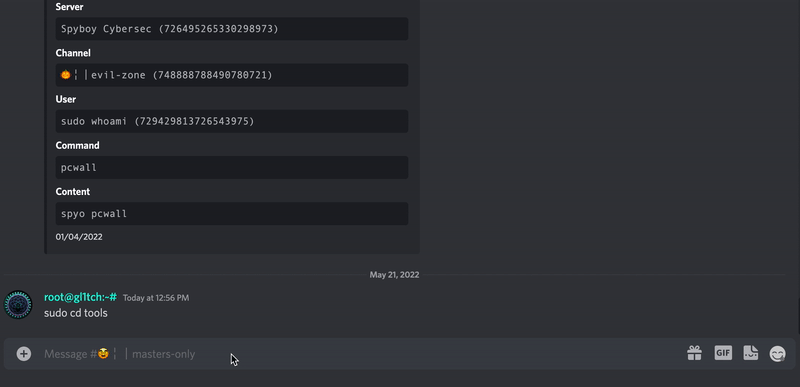 Server
Spyboy Cybersec (726495265330298973)
Channel
🎃¦ |evil-zone (748888788490780721)
User
sudo whoami (729429813726543975)
Command
pcwall
Content
spyo pcwall
01/04/2022
May 21, 2022
root@gl1tch:~# Today at 12:56 PM
sudo cd tools
Message #🤠¦ | masters-only
GIF